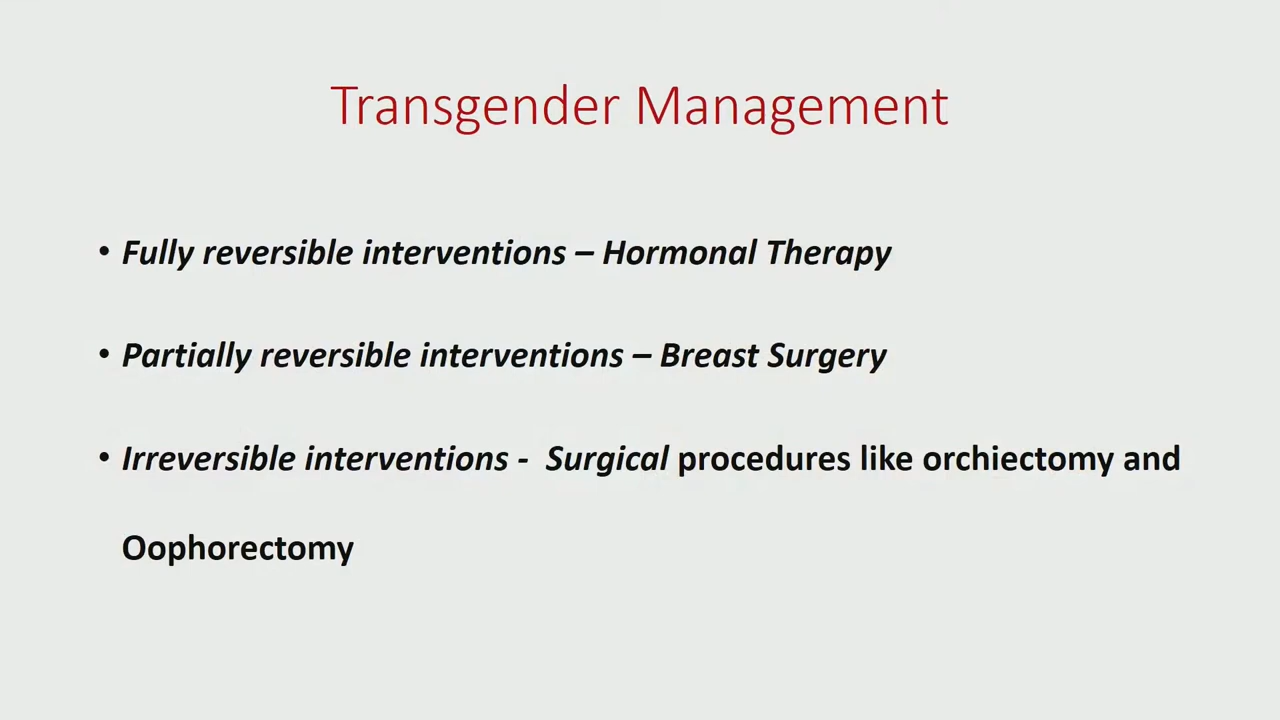 Transgender Management
• Fully reversible interventions – Hormonal Therapy
• Partially reversible interventions – Breast Surgery
• Irreversible interventions -  Surgical procedures like orchiectomy and
Oophorectomy